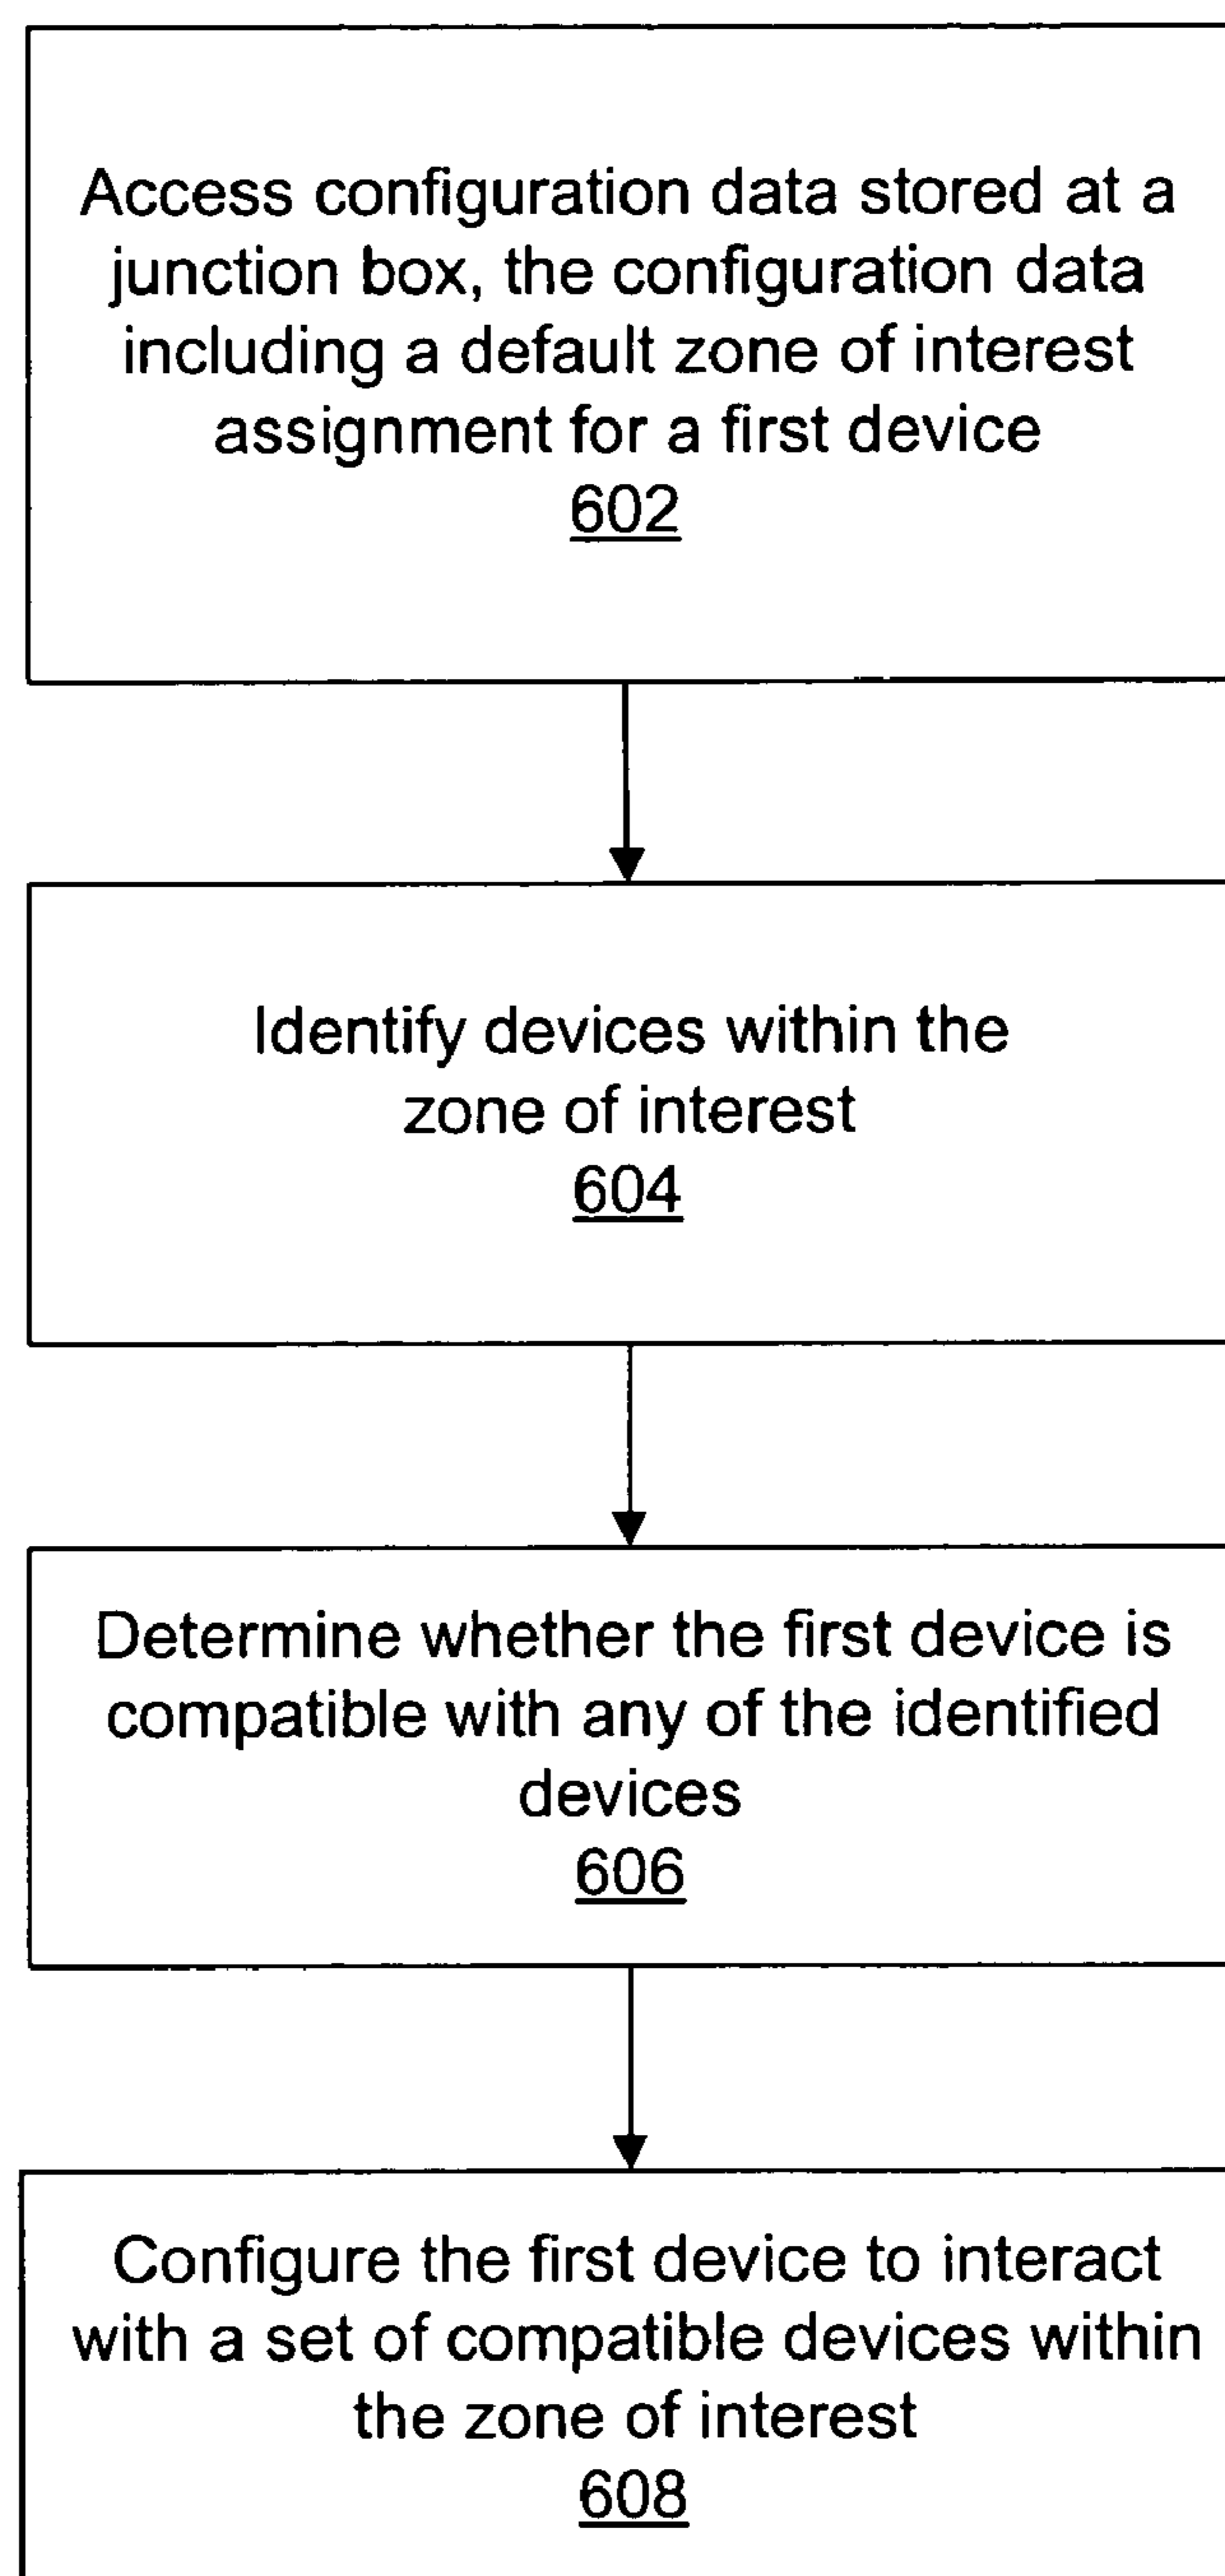 Access configuration data stored at a
junction box, the configuration data
including a default zone of interest
assignment for a first device
602
Identify devices within the
zone of interest
604
Determine whether the first device is
compatible with any of the identified
devices
606
Configure the first device to interact
with a set of compatible devices within
the zone of interest
608